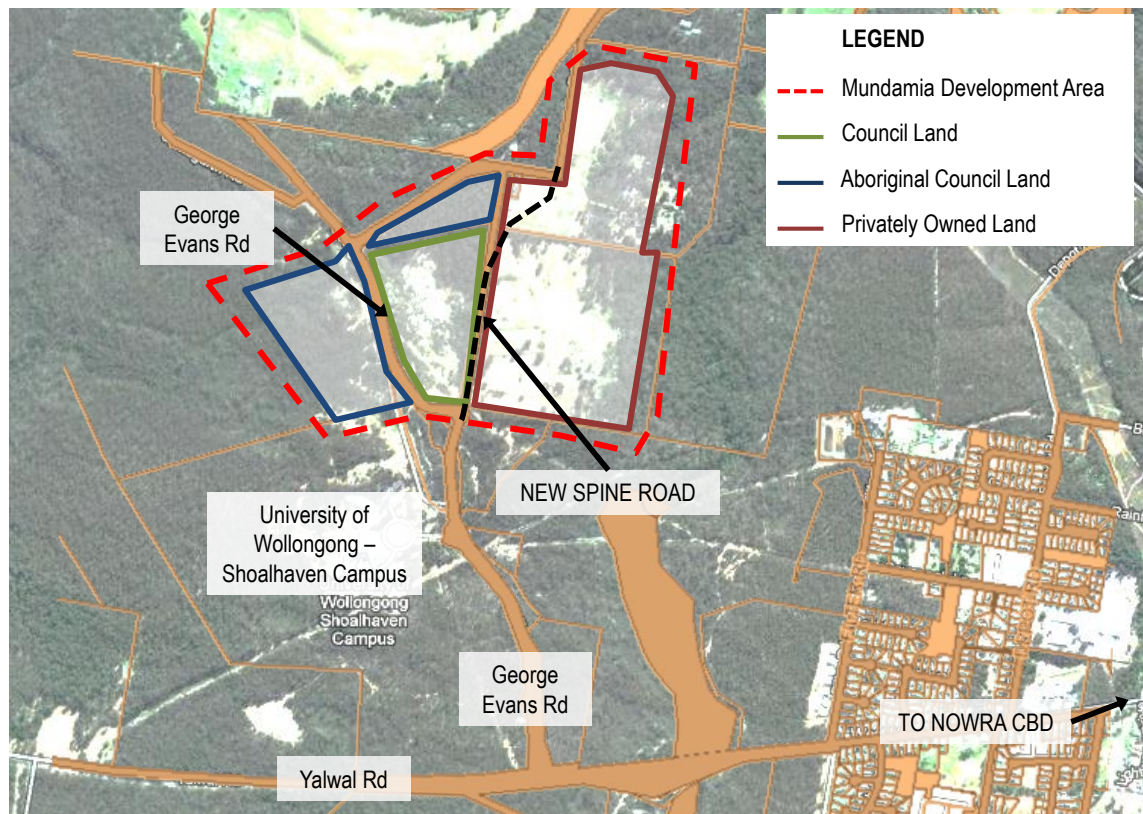 LEGEND
Mundamia Development Area
Council Land
Aboriginal Council Land
Privately Owned Land
George
Evans Rd
NEW SPINE ROAD
University of
Wollongong –
Shoalhaven Campus
Wollongong
Shoalhaven
Campus
George
Evans Rd
TO NOWRA CBD
Yalwal Rd
Depot